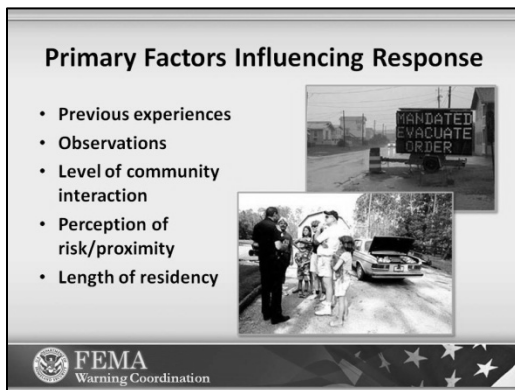 Primary Factors Influencing Response
• Previous experiences
• Observations
• Level of community
interaction
• Perception of
risk/proximity
• Length of residency
MANDATED
EVACUATE
ORDER
FEMA
Warning Coordination